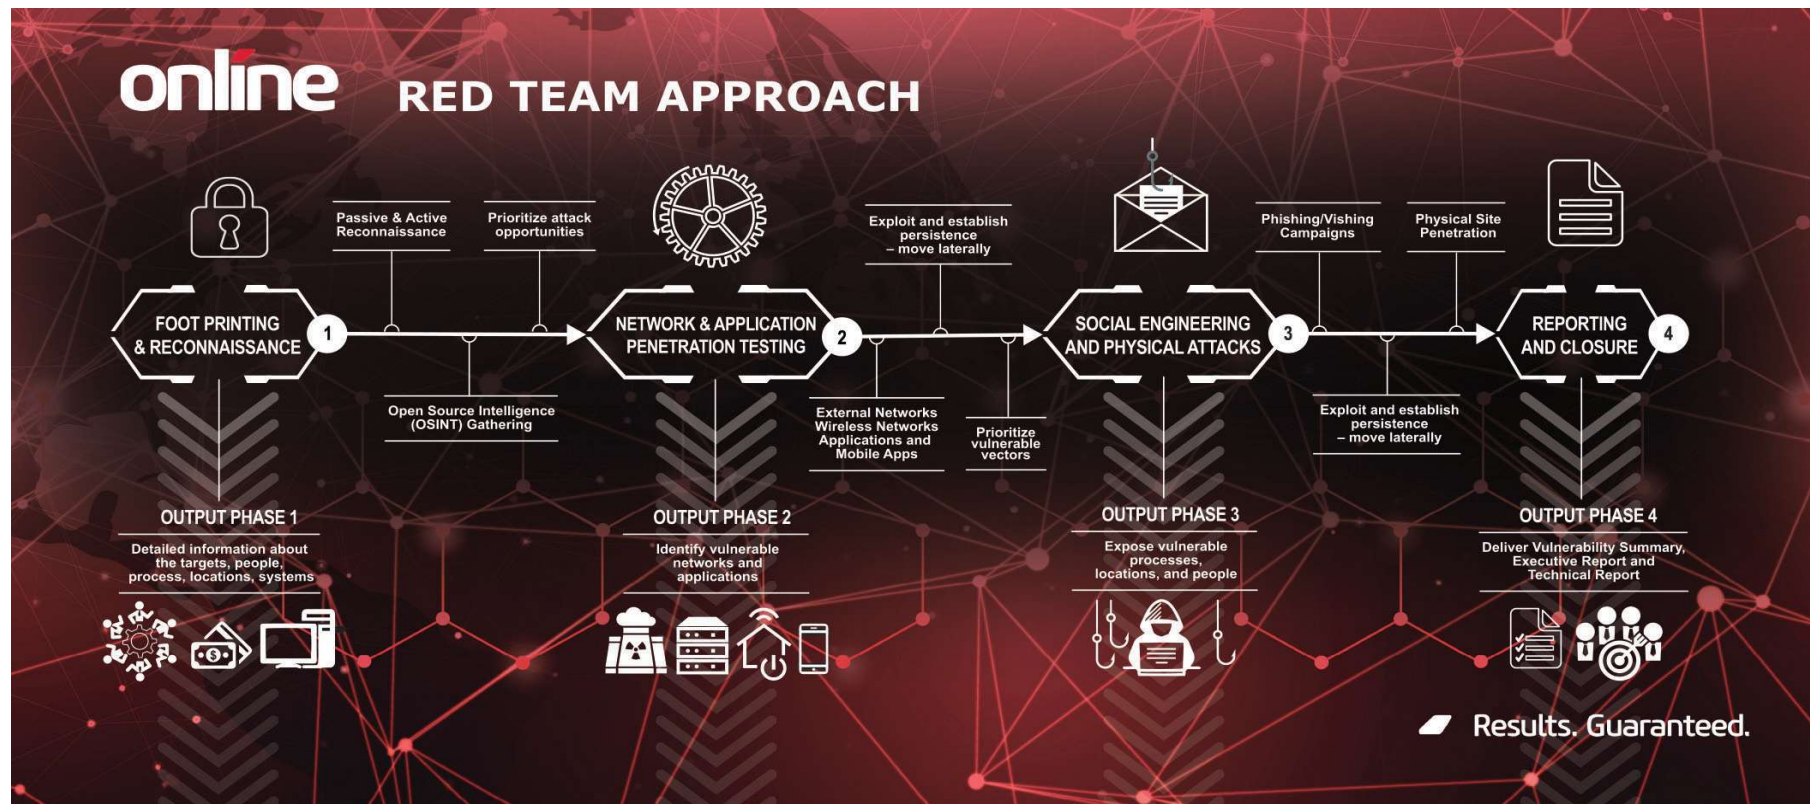 online
RED TEAM APPROACH
Passive & Active
Reconnaissance
Prioritize attack
opportunities
Exploit and establish
persistence
– move laterally
Phishing/Vishing
Campaigns
Physical Site
Penetration
FOOT PRINTING
& RECONNAISSANCE
1
NETWORK & APPLICATION
PENETRATION TESTING
2
SOCIAL ENGINEERING
AND PHYSICAL ATTACKS
3
REPORTING
AND CLOSURE
4
Open Source Intelligence
(OSINT) Gathering
External Networks
Wireless Networks
Applications and
Mobile Apps
Prioritize
vulnerable
vectors
Exploit and establish
persistence
– move laterally
OUTPUT PHASE 1
Detailed information about
the targets, people,
process, locations, systems
OUTPUT PHASE 2
Identify vulnerable
networks and
applications
OUTPUT PHASE 3
Expose vulnerable
processes,
locations, and people
OUTPUT PHASE 4
Deliver Vulnerability Summary,
Executive Report and
Technical Report
$
Results. Guaranteed.